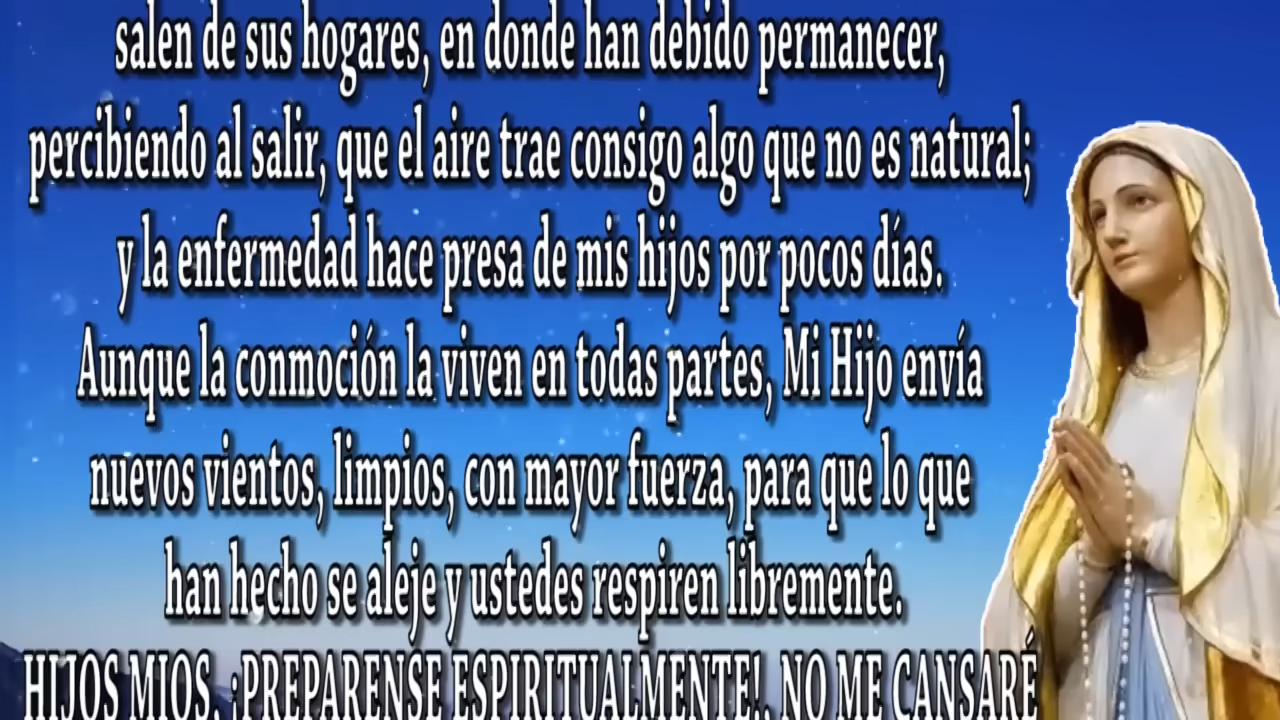 salen de sus hogares, en donde han debido permanecer,
percibiendo al salir, que el aire trae consigo algo que no es natural;
y la enfermedad hace presa de mis hijos por pocos días.
Aunque la conmoción la viven en todas partes, Mi Hijo envía
nuevos vientos, limpios, con mayor fuerza, para que lo que
han hecho se aleje y ustedes respiren libremente.
HIJOS MIOS, ¡PREPARENSE ESPIRITUALMENTE!, NO ME CANSARÉ